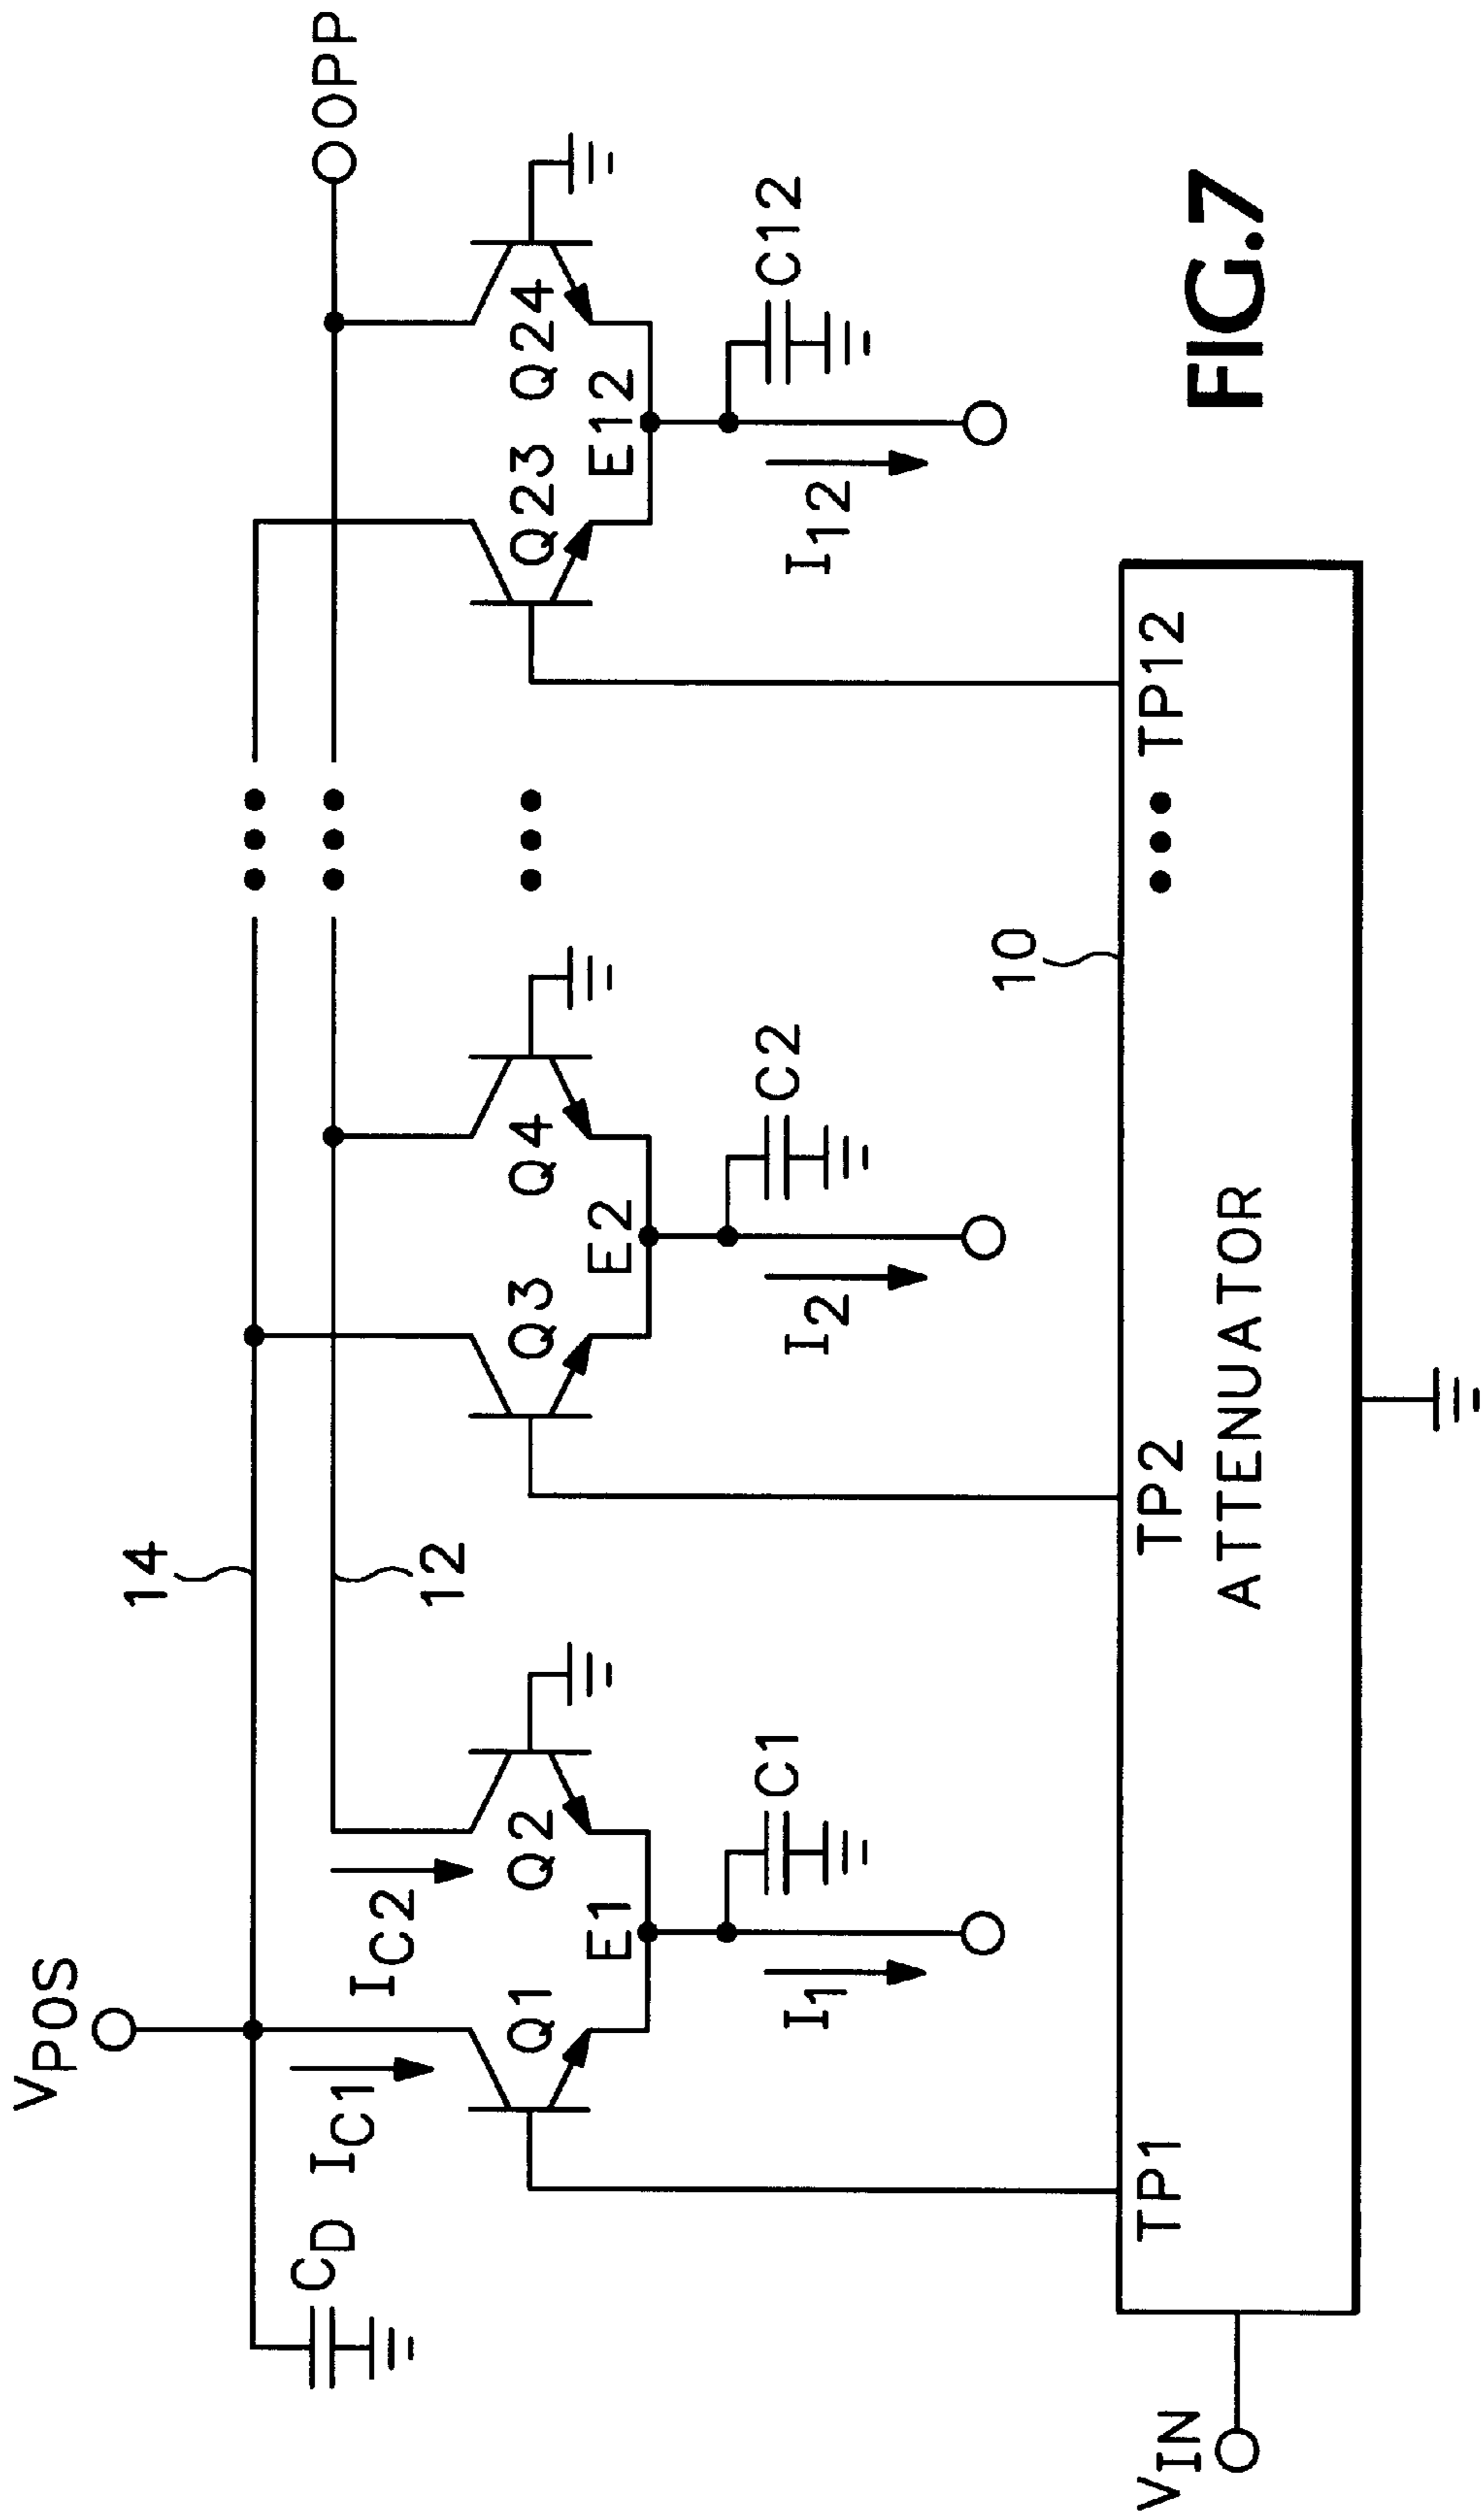 VPOS
14
OPP
CD
IC1
IC2
12
Q1
Q2
Q3
Q4
Q23
Q24
E1
E2
E12
C1
C2
C12
I1
I2
I12
10
TP1
TP2
TP12
VIN
ATTENUATOR
FIG.7